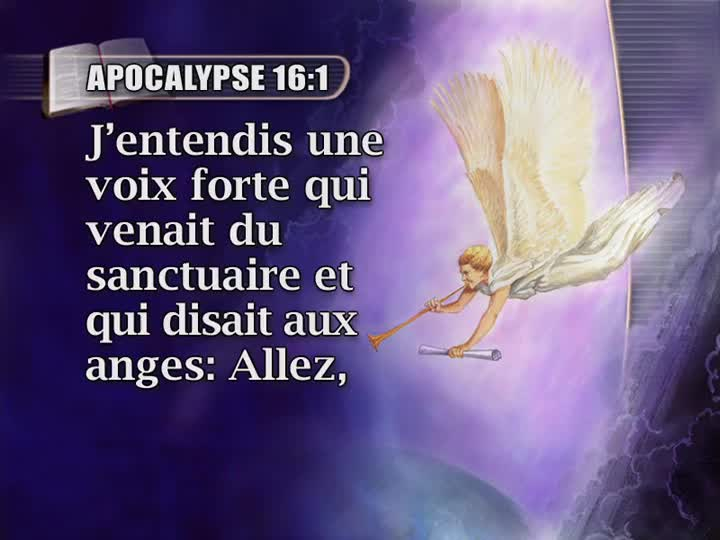 APOCALYPSE 16:1
J’entendis une
voix forte qui
venait du
sanctuaire et
qui disait aux
anges: Allez,